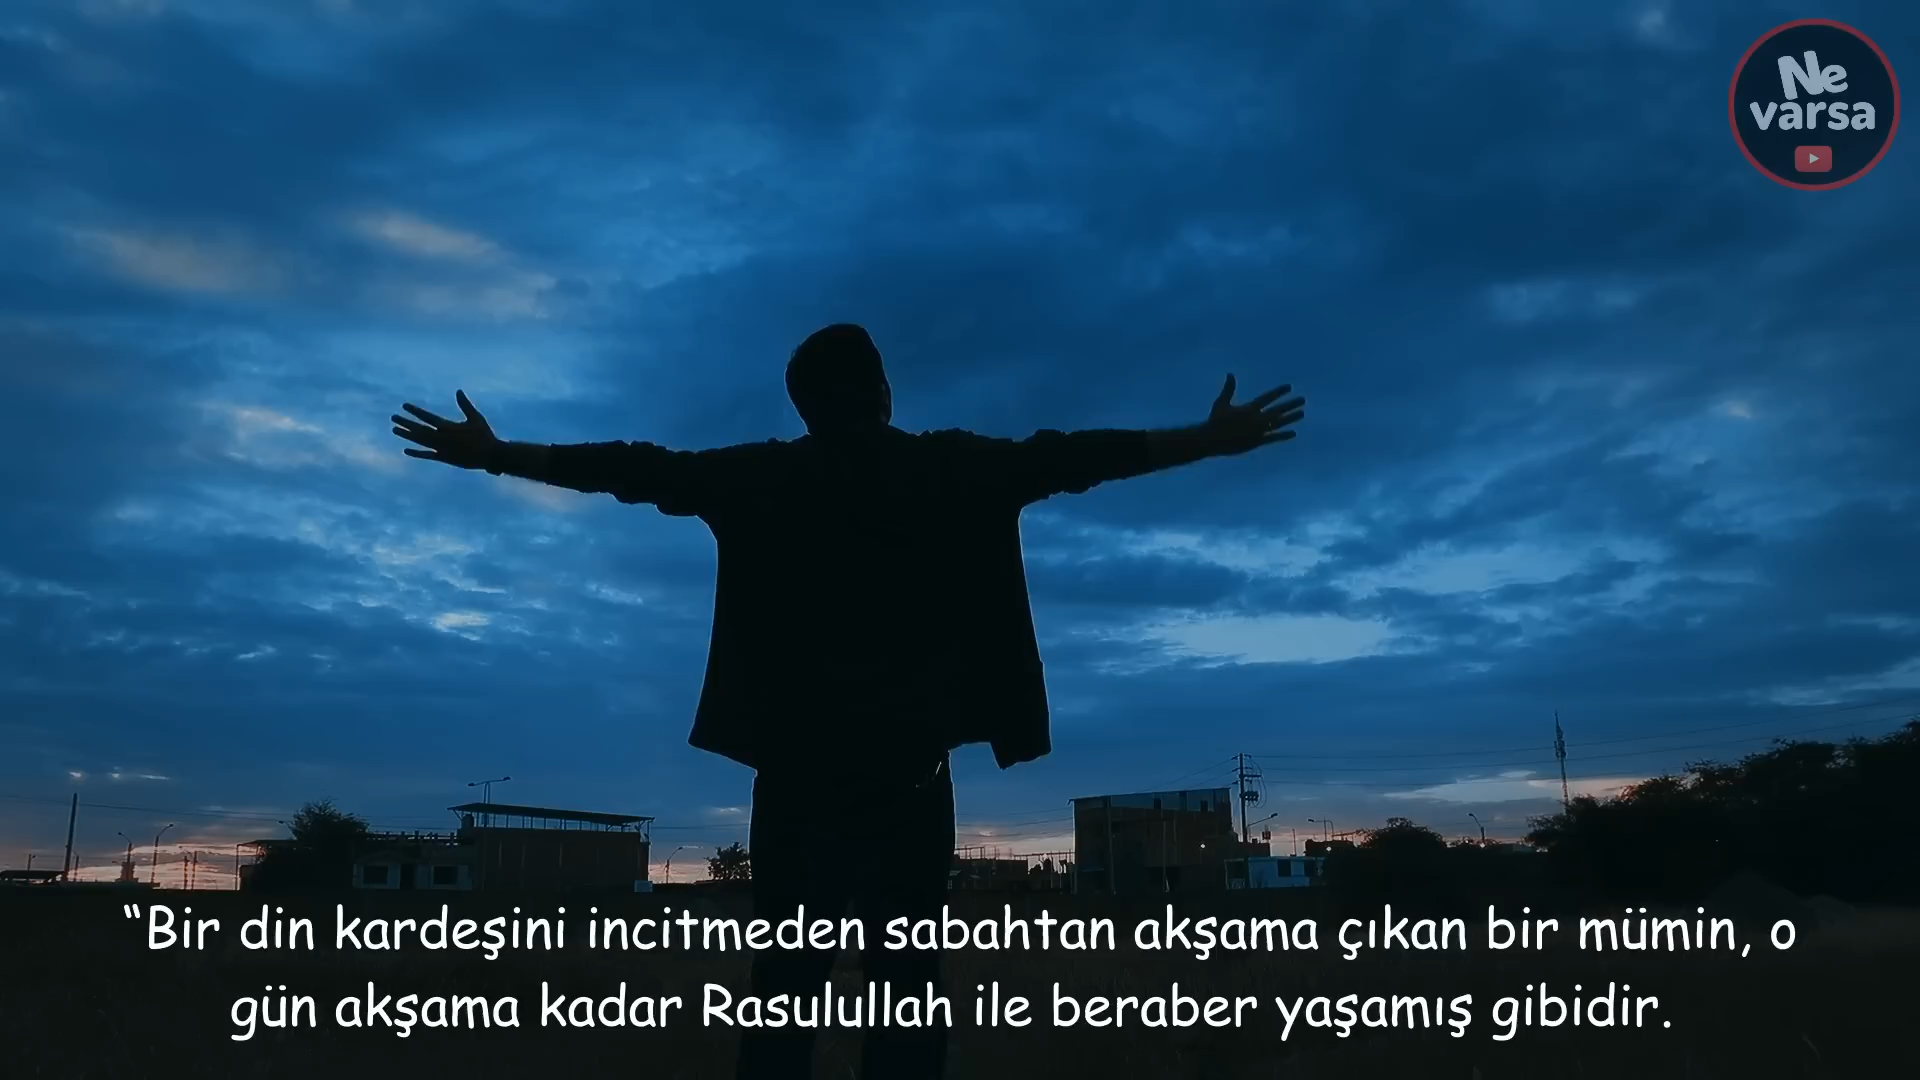 Ne
varsa
“Bir din kardeşini incitmeden sabahtan akşama çıkan bir mümin, o
gün akşama kadar Rasulullah ile beraber yaşamış gibidir.